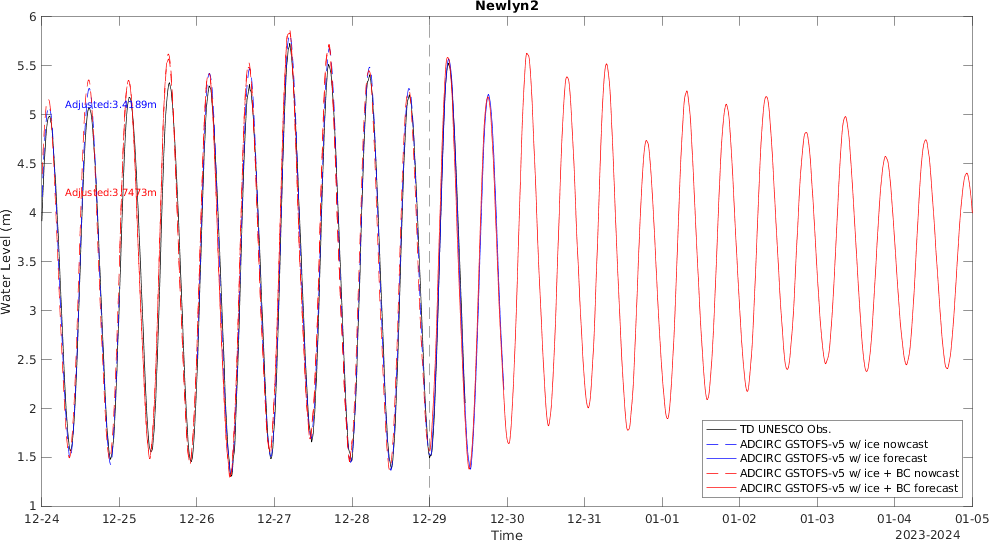 Newlyn2
6
5.5
5
4.5
4
3.5
3
2.5
2
1.5
1
Water Level (m)
Adjusted:3.4189m
Adjusted:3.7473m
TD UNESCO Obs.
ADCIRC GSTOFS-v5 w/ ice nowcast
ADCIRC GSTOFS-v5 w/ ice forecast
ADCIRC GSTOFS-v5 w/ ice + BC nowcast
ADCIRC GSTOFS-v5 w/ ice + BC forecast
12-24 12-25 12-26 12-27 12-28 12-29 12-30 12-31 01-01 01-02 01-03 01-04 01-05
Time
2023-2024